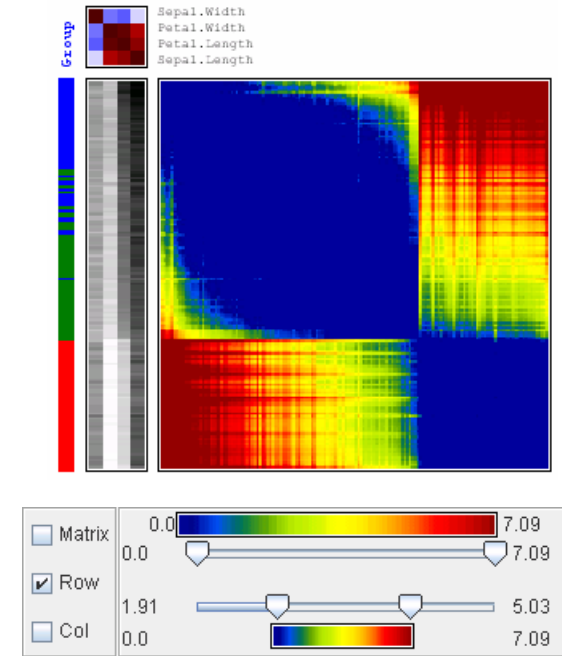 Group
Sepal.Width
Petal.Width
Petal.Length
Sepal.Length
Matrix
Row
Col
0.0 7.09
0.0 7.09
1.91 5.03
0.0 7.09